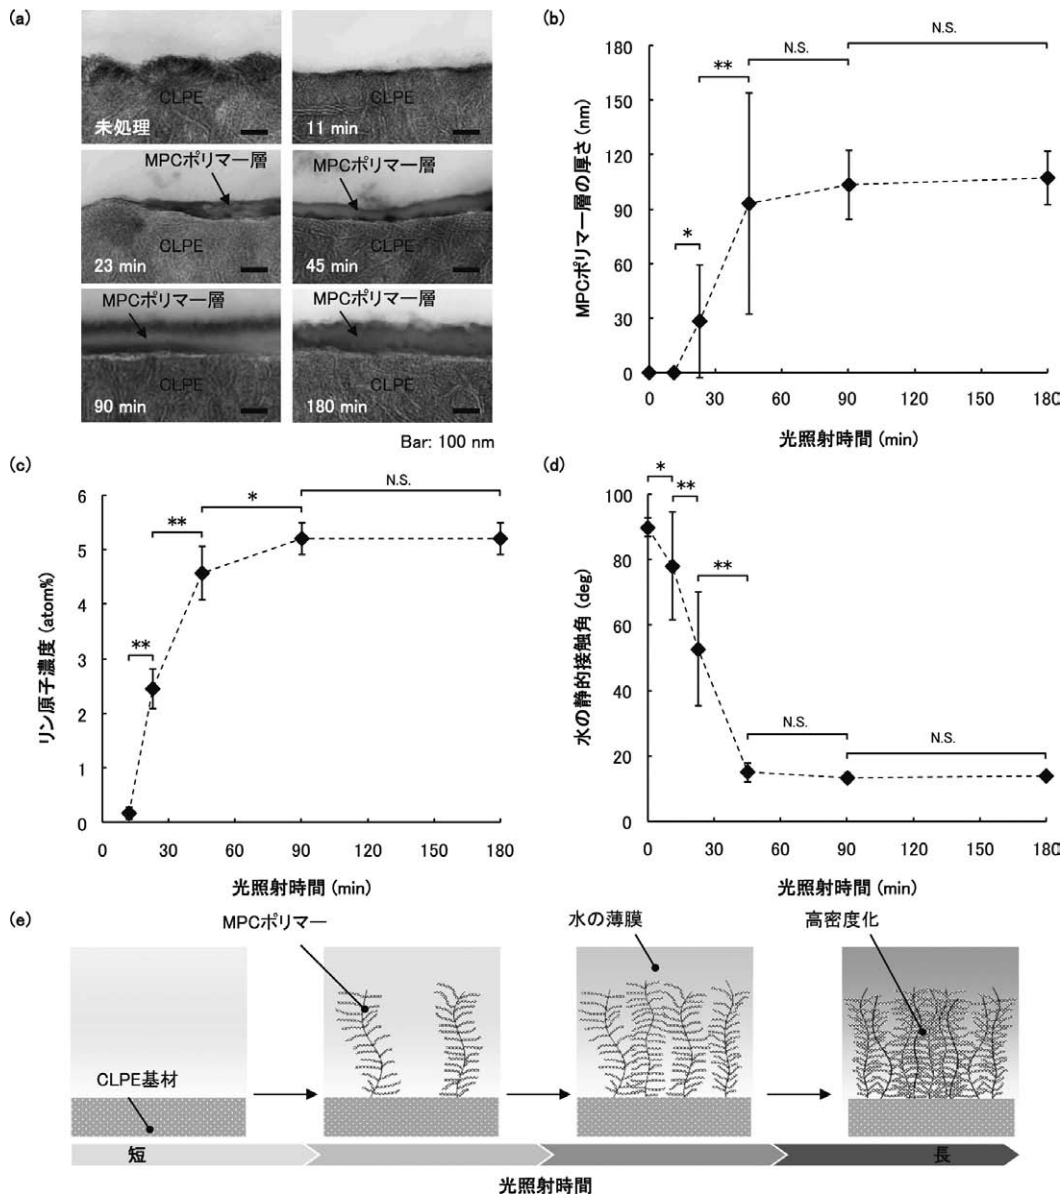 (a)
CLPE
未処理
CLPE
11 min
MPCポリマー層
CLPE
23 min
MPCポリマー層
CLPE
45 min
MPCポリマー層
CLPE
90 min
MPCポリマー層
CLPE
180 min
Bar: 100 nm
(b)
MPCポリマー層の厚さ (nm)
180
150
120
90
60
30
0
*
**
N.S.
N.S.
0 30 60 90 120 150 180
光照射時間 (min)
(c)
リン原子濃度 (atom%)
6
5
4
3
2
1
0
**
**
*
N.S.
0 30 60 90 120 150 180
光照射時間 (min)
(d)
水の静的接触角 (deg)
100
80
60
40
20
0
*
**
**
N.S.
N.S.
0 30 60 90 120 150 180
光照射時間 (min)
(e)
MPCポリマー
水の薄膜
高密度化
CLPE基材
短
長
光照射時間